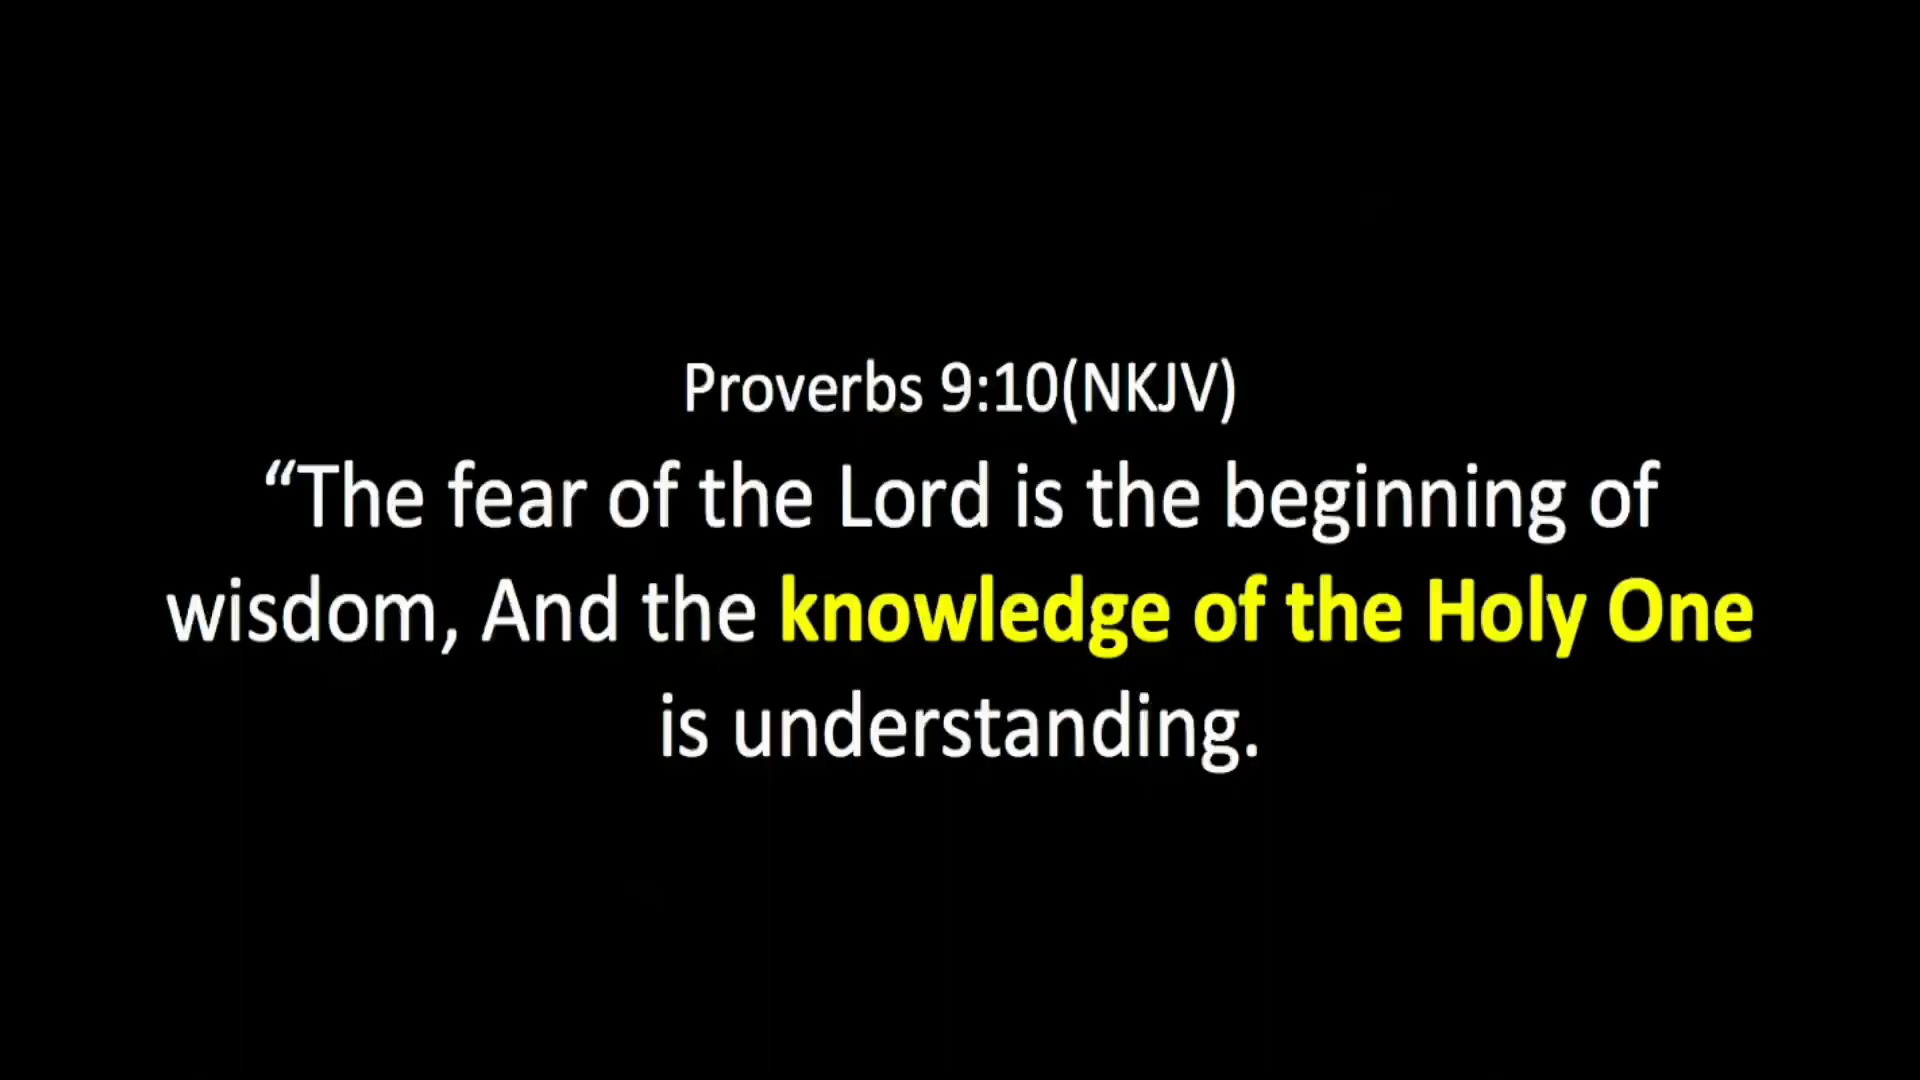 Proverbs 9:10(NKJV)
“The fear of the Lord is the beginning of
wisdom, And the knowledge of the Holy One
is understanding.